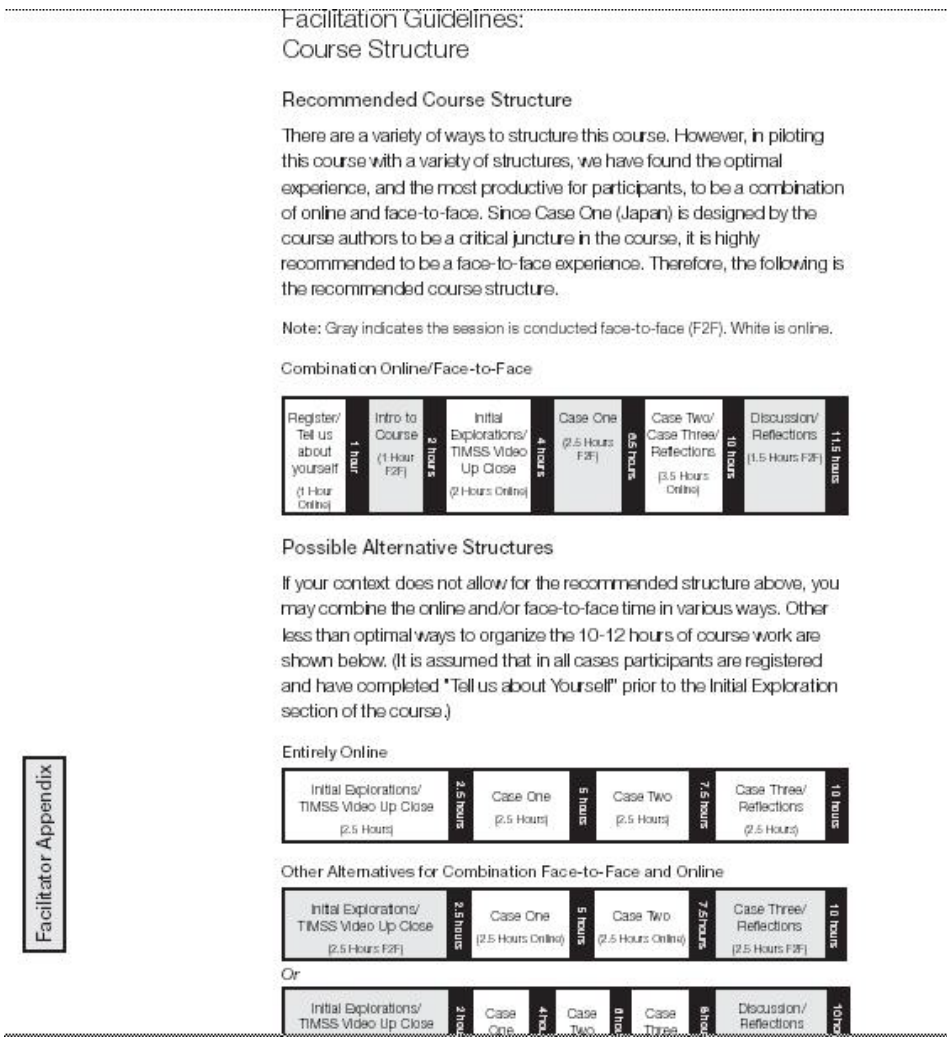 Facilitation Guidelines:
Course Structure
Recommended Course Structure
There are a variety of ways to structure this course. However, in piloting
this course with a variety of structures, we have found the optimal
experience, and the most productive for participants, to be a combination
of online and face-to-face. Since Case One (Japan) is designed by the
course authors to be a critical juncture in the course, it is highly
recommended to be a face-to-face experience. Therefore, the following is
the recommended course structure.
Note: Gray indicates the session is conducted face-to-face (F2F). White is online.
Combination Online/Face-to-Face
Register/
Tell us
about
yourself
(1 Hour
Online)
1 hour
Intro to
Course
(1 Hour
F2F)
2 hours
Initial
Explorations/
TIMSS Video
Up Close
(2 Hours Online)
4 hours
Case One
(2.5 Hours
F2F)
6.5 hours
Case Two/
Case Three/
Reflections
(3.5 Hours
Online)
10 hours
Discussion/
Reflections
(1.5 Hours F2F)
11.5 hours
Possible Alternative Structures
If your context does not allow for the recommended structure above, you
may combine the online and/or face-to-face time in various ways. Other
less than optimal ways to organize the 10-12 hours of course work are
shown below. (It is assumed that in all cases participants are registered
and have completed "Tell us about Yourself" prior to the Initial Exploration
section of the course.)
Entirely Online
Initial Explorations/
TIMSS Video Up Close
(2.5 Hours)
2.5 hours
Case One
(2.5 Hours)
5 hours
Case Two
(2.5 Hours)
7.5 hours
Case Three/
Reflections
(2.5 Hours)
10 hours
Other Alternatives for Combination Face-to-Face and Online
Initial Explorations/
TIMSS Video Up Close
(2.5 Hours F2F)
2.5 hours
Case One
(2.5 Hours Online)
5 hours
Case Two
(2.5 Hours Online)
7.5 hours
Case Three/
Reflections
(2.5 Hours F2F)
10 hours
Or
Initial Explorations/
TIMSS Video Up Close
Case
One
Case
Two
Case
Three
Discussion/
Reflections
Facilitator Appendix